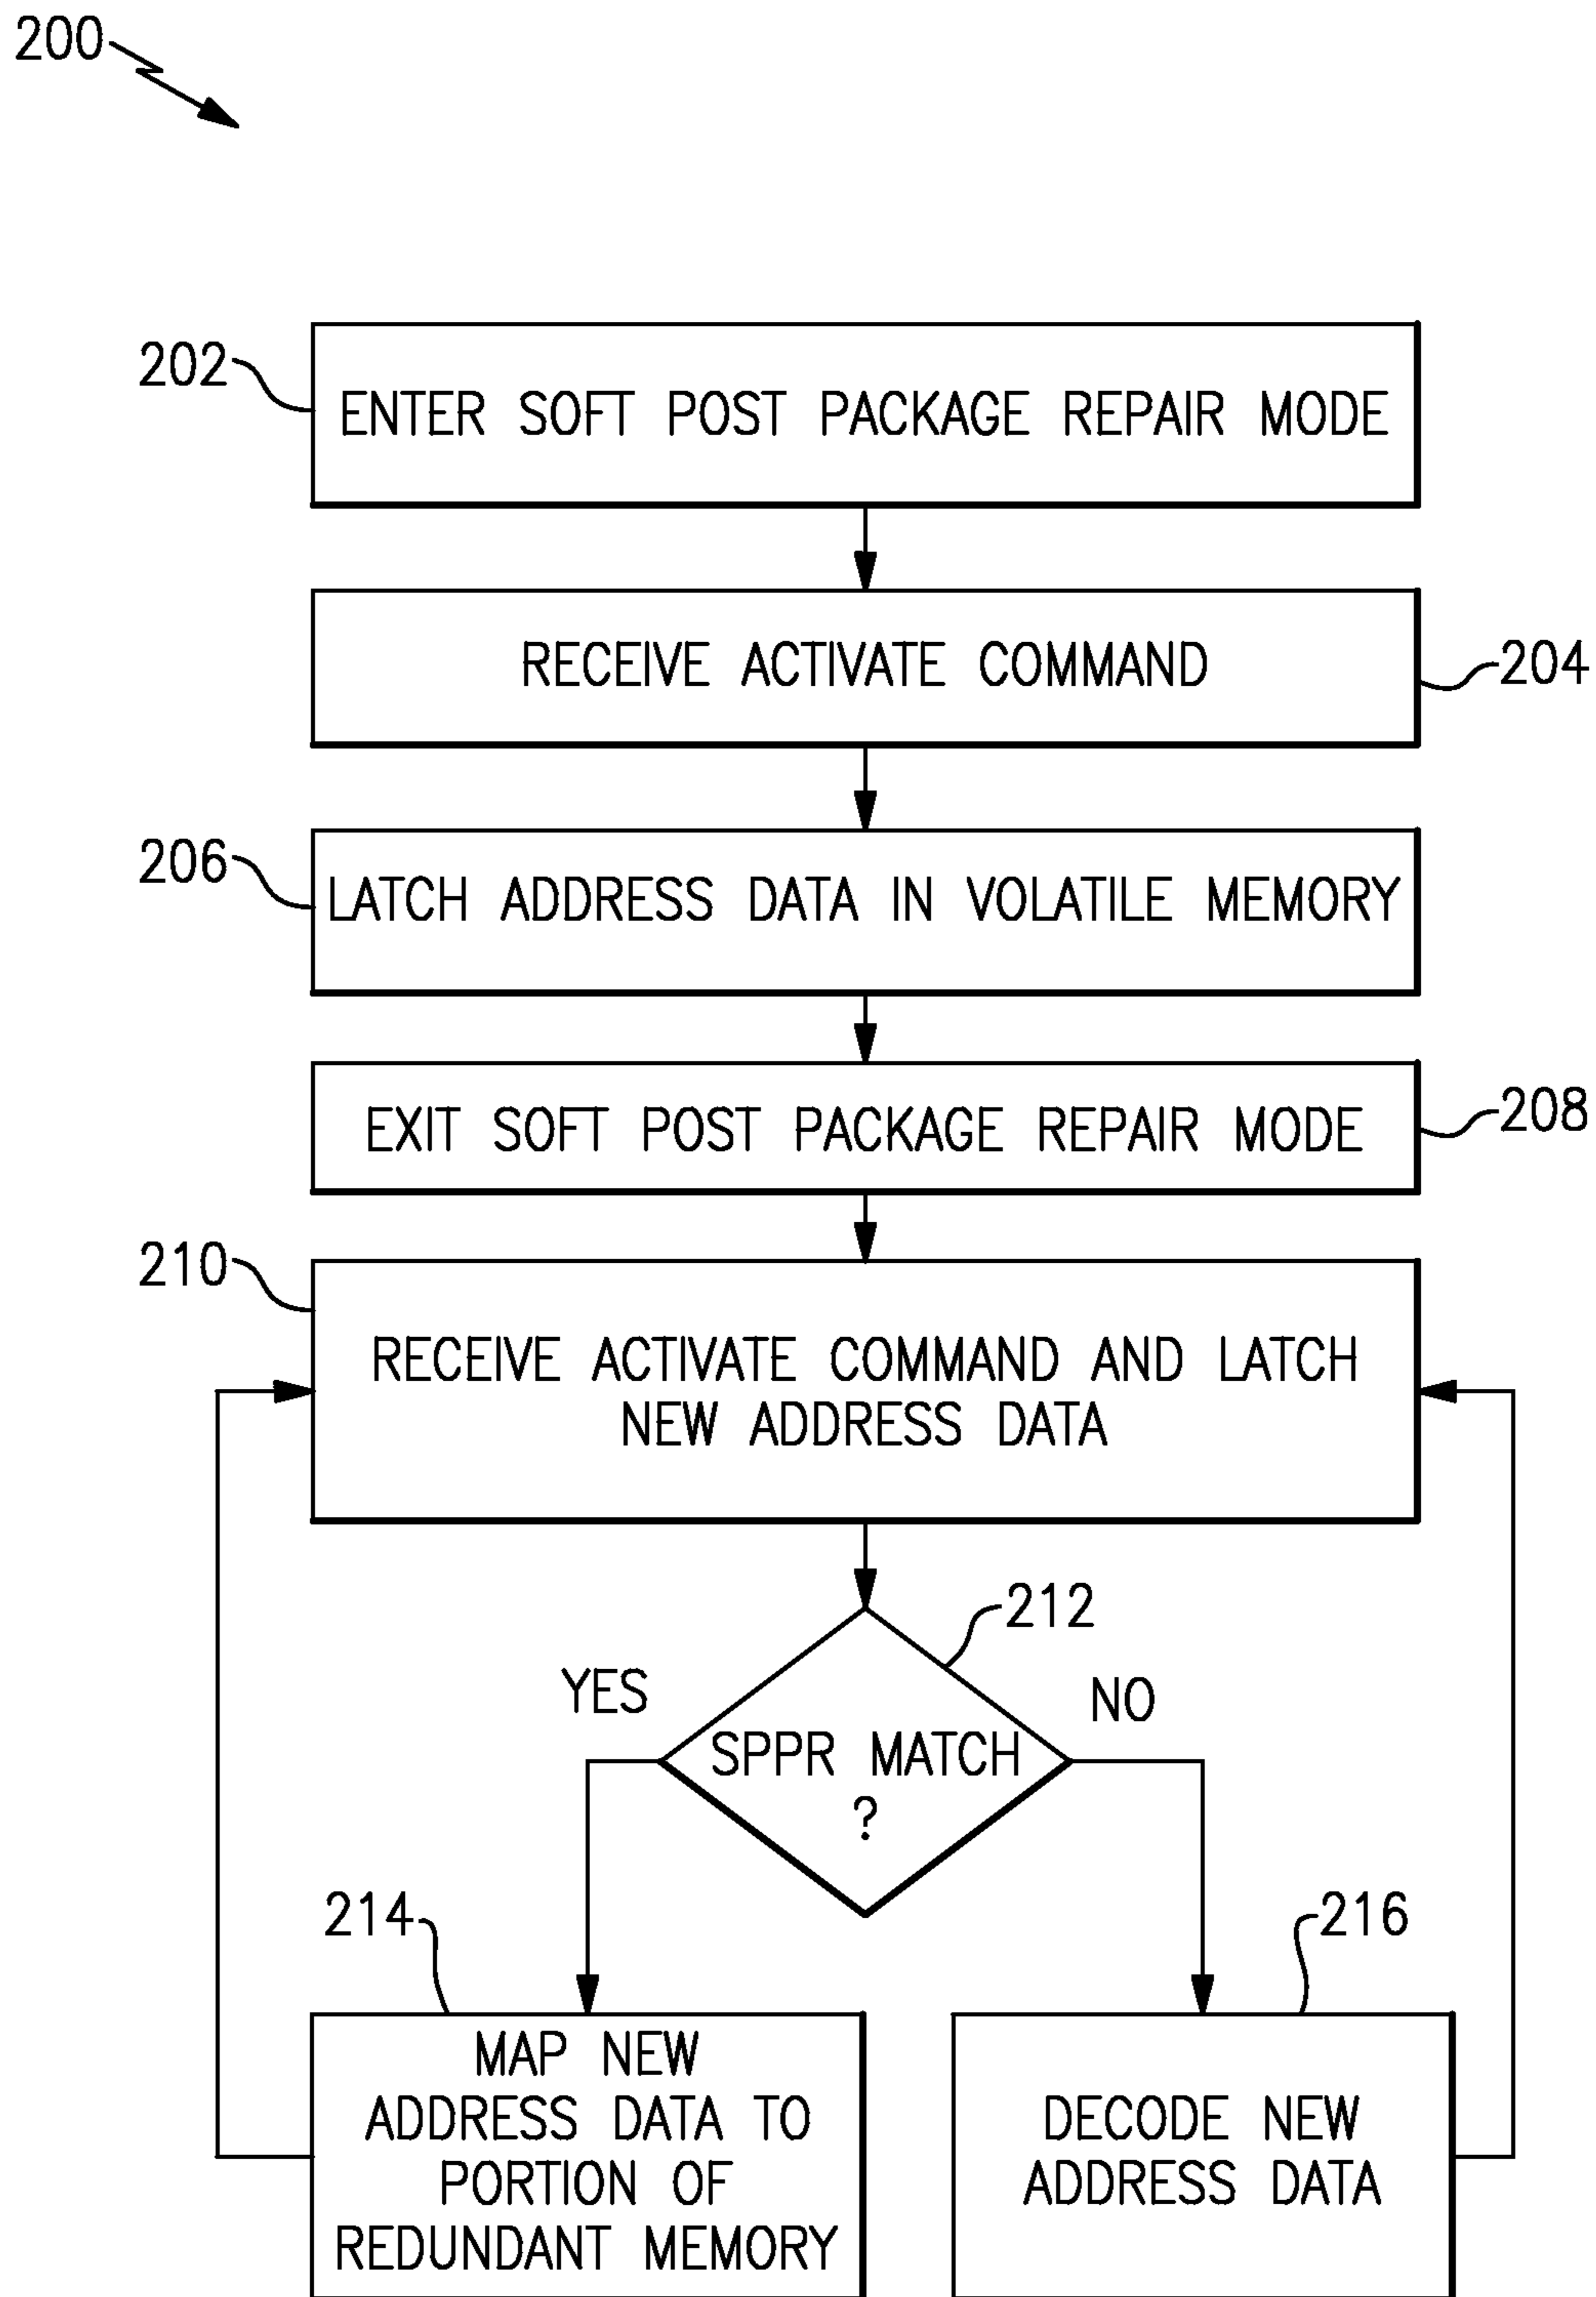 200
202
ENTER SOFT POST PACKAGE REPAIR MODE
RECEIVE ACTIVATE COMMAND
204
206
LATCH ADDRESS DATA IN VOLATILE MEMORY
EXIT SOFT POST PACKAGE REPAIR MODE
208
210
RECEIVE ACTIVATE COMMAND AND LATCH
NEW ADDRESS DATA
212
YES
NO
SPPR MATCH
?
214
216
MAP NEW
ADDRESS DATA TO
PORTION OF
REDUNDANT MEMORY
DECODE NEW
ADDRESS DATA